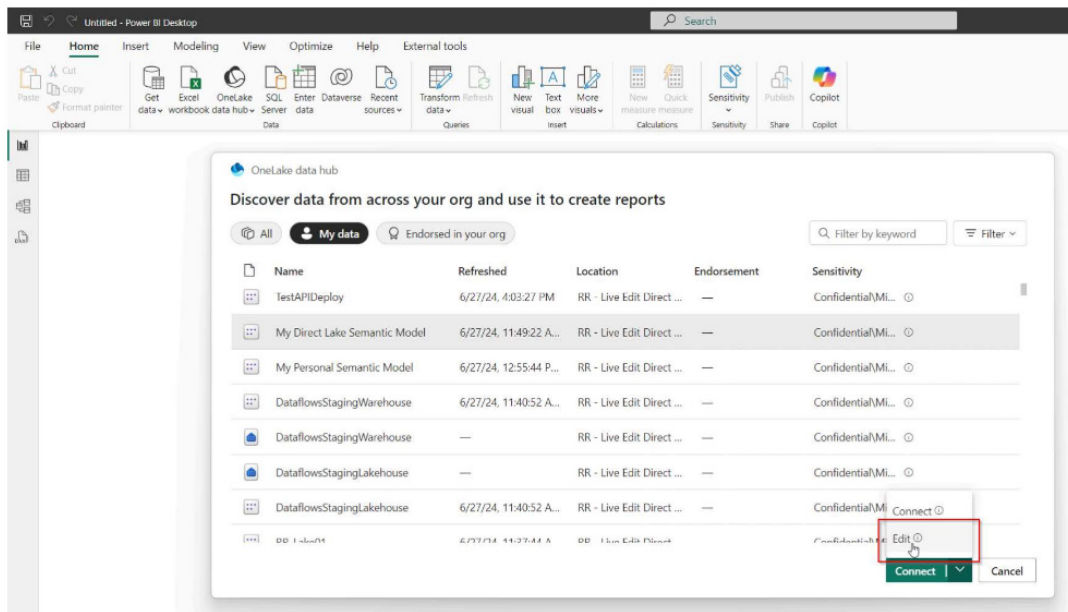 Untitled - Power BI Desktop
Search
File Home Insert Modeling View Optimize Help External tools
Paste
Cut
Copy
Format painter
Clipboard
Get data
Excel workbook
OneLake data hub
SQL Server
Enter data
Dataverse
Recent sources
Data
Transform data
Refresh
Queries
New visual
Text box
More visuals
Insert
New measure
Quick measure
Calculations
Sensitivity
Sensitivity
Publish
Share
Copilot
Copilot
OneLake data hub
Discover data from across your org and use it to create reports
All My data Endorsed in your org Filter by keyword Filter
Name Refreshed Location Endorsement Sensitivity
TestAPIDeploy 6/27/24, 4:03:27 PM RR - Live Edit Direct ... — Confidential\Mi...
My Direct Lake Semantic Model 6/27/24, 11:49:22 A... RR - Live Edit Direct ... — Confidential\Mi...
My Personal Semantic Model 6/27/24, 12:55:44 P... RR - Live Edit Direct ... — Confidential\Mi...
DataflowsStagingWarehouse 6/27/24, 11:40:52 A... RR - Live Edit Direct ... — Confidential\Mi...
DataflowsStagingWarehouse — RR - Live Edit Direct ... — Confidential\Mi...
DataflowsStagingLakehouse — RR - Live Edit Direct ... — Confidential\Mi...
DataflowsStagingLakehouse 6/27/24, 11:40:52 A... RR - Live Edit Direct ... — Confidential\Mi
Connect
Edit
Connect Cancel